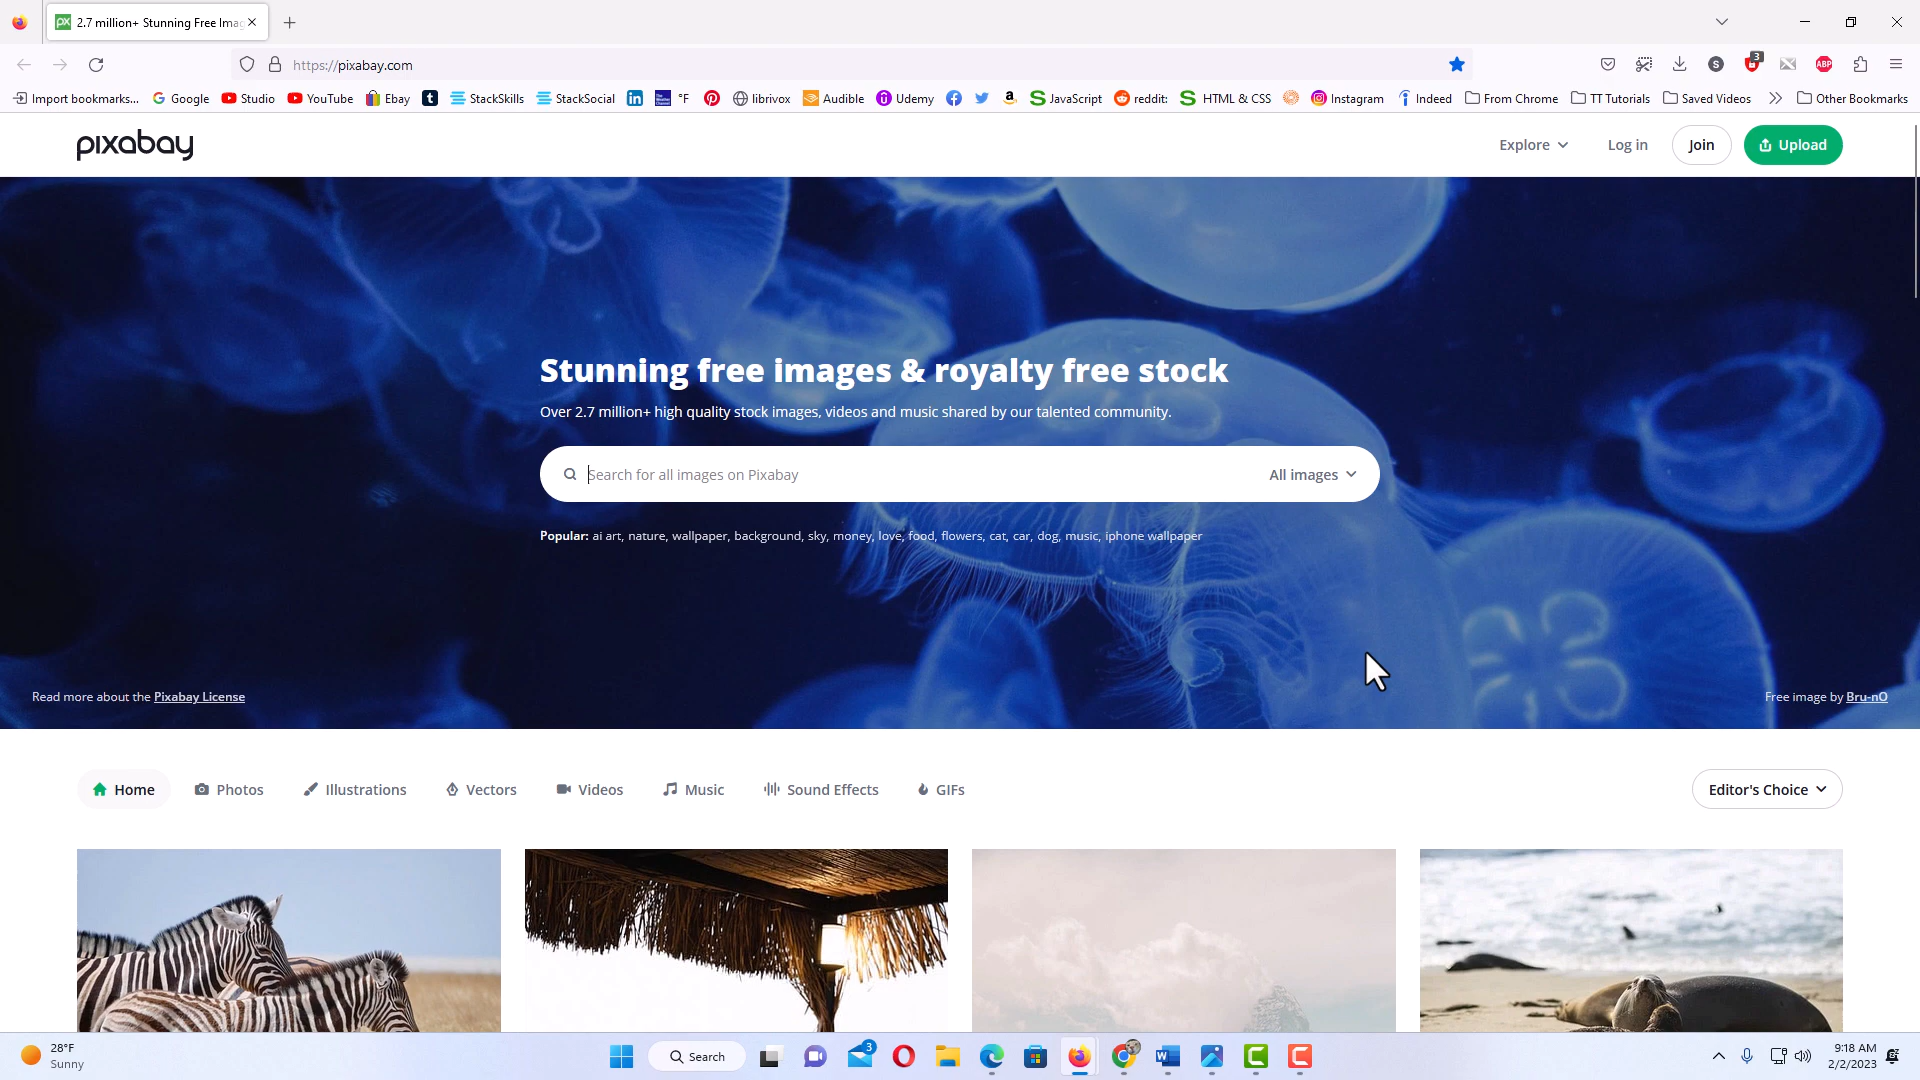 2.7 million+ Stunning Free Imag
https://pixabay.com
3
S
ABP
Import bookmarks...
Google
Studio
YouTube
Ebay
StackSkills
StackSocial
°F
librivox
Audible
Udemy
JavaScript
reddit:
HTML & CSS
Instagram
Indeed
From Chrome
TT Tutorials
Saved Videos
Other Bookmarks
pixabay
Explore
Log in
Join
Upload
Stunning free images & royalty free stock
Over 2.7 million+ high quality stock images, videos and music shared by our talented community.
Search for all images on Pixabay
All images
Popular: ai art, nature, wallpaper, background, sky, money, love, food, flowers, cat, car, dog, music, iphone wallpaper
Read more about the Pixabay License
Free image by Bru-nO
Home
Photos
Illustrations
Vectors
Videos
Music
Sound Effects
GIFs
Editor's Choice
28°F
Sunny
Search
3
9:18 AM
2/2/2023